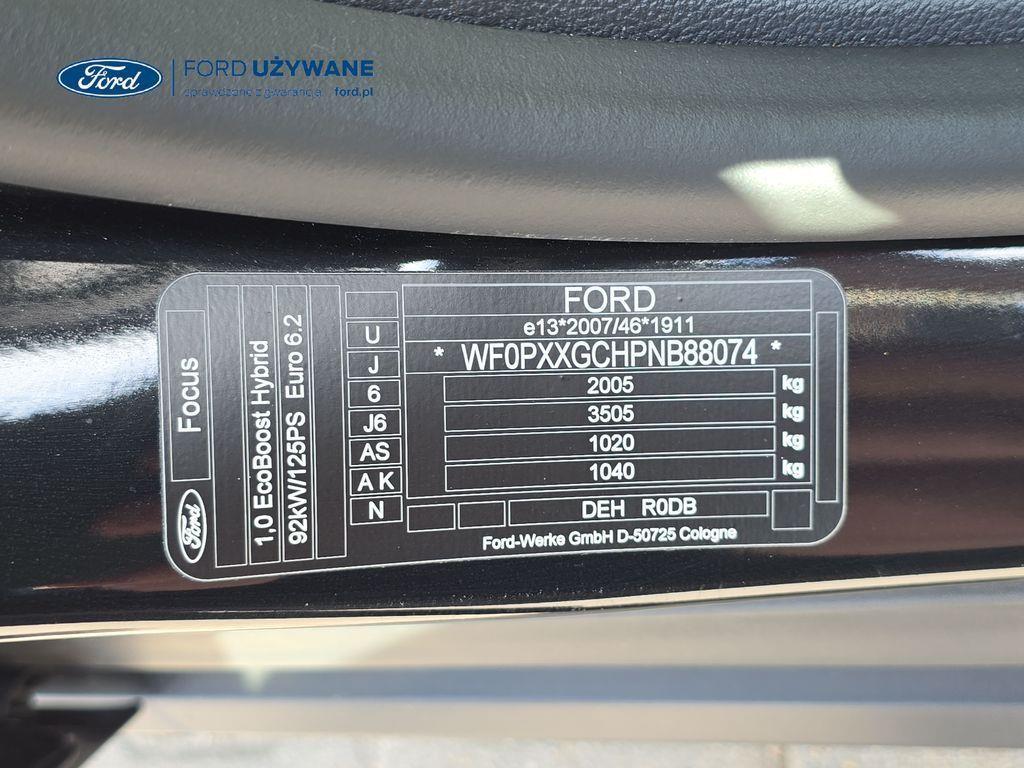 Ford
FORD UŻYWANE
sprawdzone z gwarancją ford.pl
Focus
Ford
1,0 EcoBoost Hybrid
92kW/125PS Euro 6.2
U
J
6
J6
AS
A K
N
FORD
e13*2007/46*1911
* WF0PXXGCHPNB88074 *
2005 kg
3505 kg
1020 kg
1040 kg
DEH R0DB
Ford-Werke GmbH D-50725 Cologne